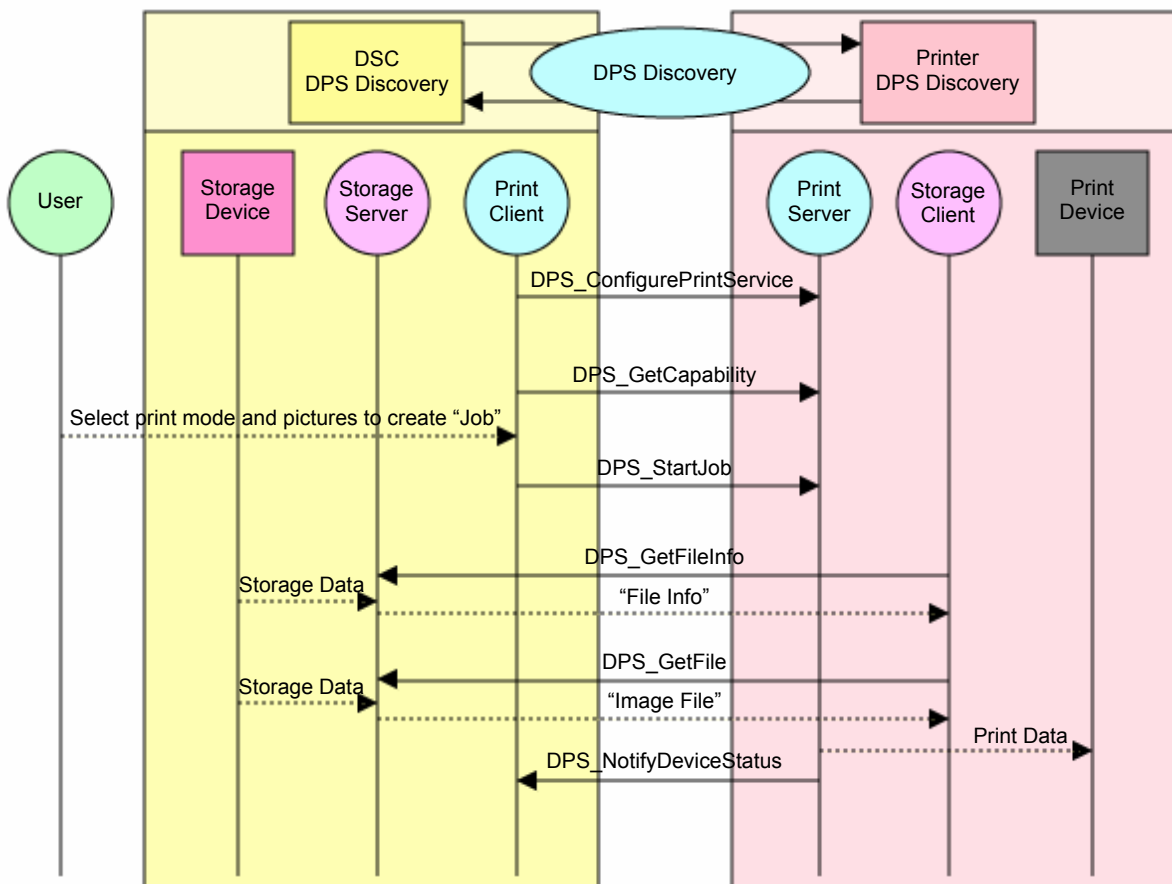 DSC
DPS Discovery
DPS Discovery
Printer
DPS Discovery
User
Storage
Device
Storage
Server
Print
Client
Print
Server
Storage
Client
Print
Device
DPS_ConfigurePrintService
DPS_GetCapability
Select print mode and pictures to create “Job”
DPS_StartJob
DPS_GetFileInfo
Storage Data
“File Info”
DPS_GetFile
Storage Data
“Image File”
Print Data
DPS_NotifyDeviceStatus